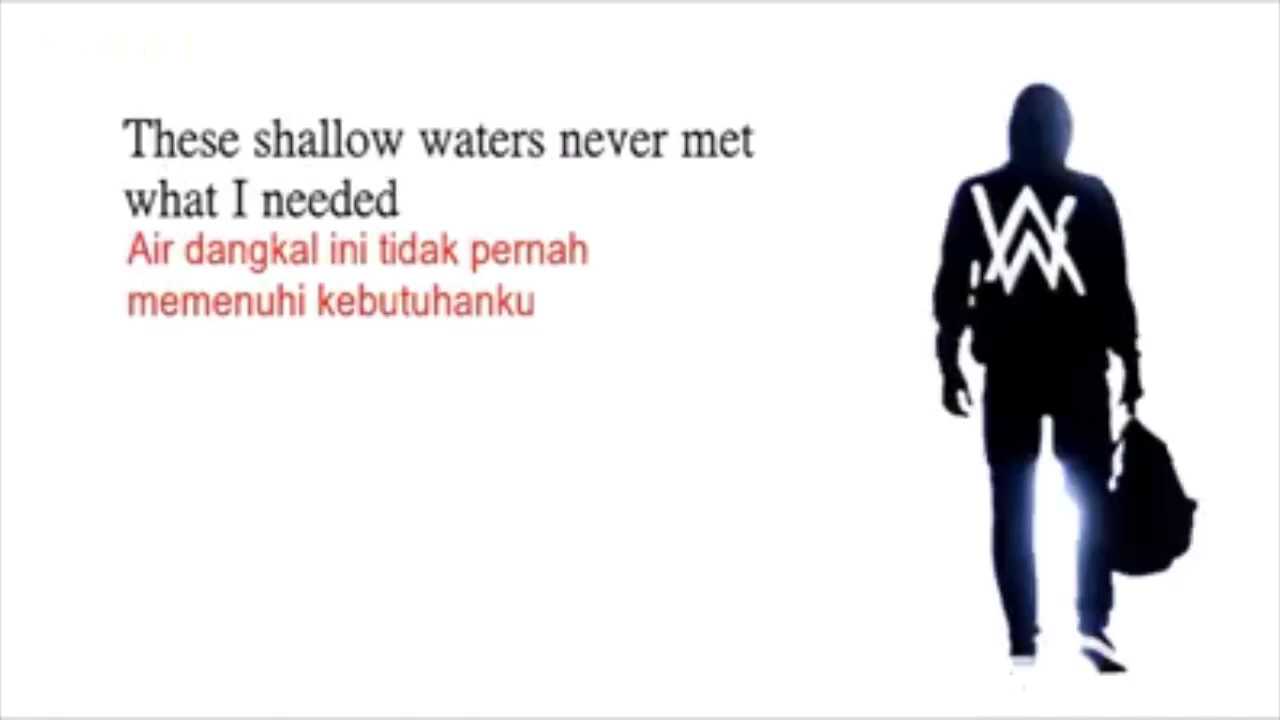 These shallow waters never met
what I needed
Air dangkal ini tidak pernah
memenuhi kebutuhanku